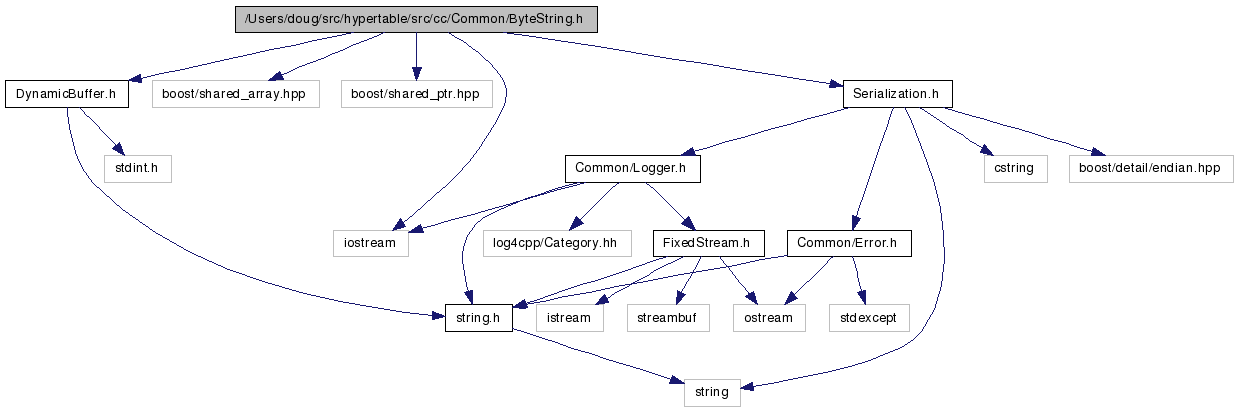 /Users/doug/src/hypertable/src/cc/Common/ByteString.h
DynamicBuffer.h
boost/shared_array.hpp
boost/shared_ptr.hpp
Serialization.h
stdint.h
Common/Logger.h
cstring
boost/detail/endian.hpp
iostream
log4cpp/Category.hh
FixedStream.h
Common/Error.h
string.h
istream
streambuf
ostream
stdexcept
string